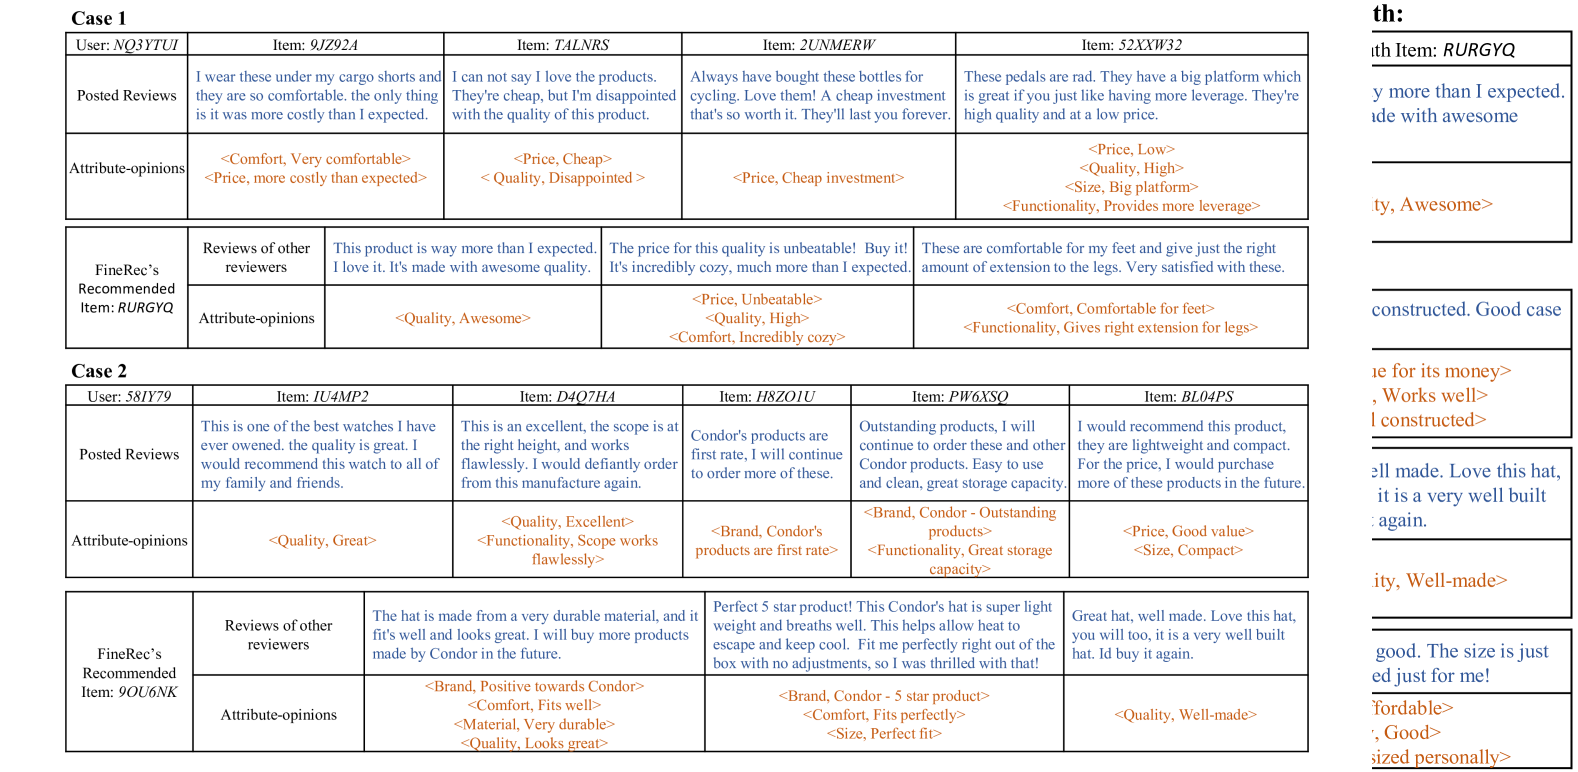 Case 1
User: NQ3YTUI
Item: 9JZ92A
Item: TALNRS
Item: 2UNMERW
Item: 52XXW32
Posted Reviews
I wear these under my cargo shorts and
they are so comfortable. the only thing
is it was more costly than I expected.
I can not say I love the products.
They're cheap, but I'm disappointed
with the quality of this product.
Always have bought these bottles for
cycling. Love them! A cheap investment
that's so worth it. They'll last you forever.
These pedals are rad. They have a big platform which
is great if you just like having more leverage. They're
high quality and at a low price.
Attribute-opinions
<Comfort, Very comfortable>
<Price, more costly than expected>
<Price, Cheap>
< Quality, Disappointed >
<Price, Cheap investment>
<Price, Low>
<Quality, High>
<Size, Big platform>
<Functionality, Provides more leverage>
FineRec's
Recommended
Item: RURGYQ
Reviews of other
reviewers
This product is way more than I expected.
I love it. It's made with awesome quality.
The price for this quality is unbeatable! Buy it!
It's incredibly cozy, much more than I expected.
These are comfortable for my feet and give just the right
amount of extension to the legs. Very satisfied with these.
Attribute-opinions
<Quality, Awesome>
<Price, Unbeatable>
<Quality, High>
<Comfort, Incredibly cozy>
<Comfort, Comfortable for feet>
<Functionality, Gives right extension for legs>
Case 2
User: 58IY79
Item: IU4MP2
Item: D4Q7HA
Item: H8ZO1U
Item: PW6XSQ
Item: BL04PS
Posted Reviews
This is one of the best watches I have
ever owened. the quality is great. I
would recommend this watch to all of
my family and friends.
This is an excellent, the scope is at
the right height, and works
flawlessly. I would defiantly order
from this manufacture again.
Condor's products are
first rate, I will continue
to order more of these.
Outstanding products, I will
continue to order these and other
Condor products. Easy to use
and clean, great storage capacity.
I would recommend this product,
they are lightweight and compact.
For the price, I would purchase
more of these products in the future.
Attribute-opinions
<Quality, Great>
<Quality, Excellent>
<Functionality, Scope works
flawlessly>
<Brand, Condor's
products are first rate>
<Brand, Condor - Outstanding
products>
<Functionality, Great storage
capacity>
<Price, Good value>
<Size, Compact>
FineRec's
Recommended
Item: 9OU6NK
Reviews of other
reviewers
The hat is made from a very durable material, and it
fit's well and looks great. I will buy more products
made by Condor in the future.
Perfect 5 star product! This Condor's hat is super light
weight and breaths well. This helps allow heat to
escape and keep cool. Fit me perfectly right out of the
box with no adjustments, so I was thrilled with that!
Great hat, well made. Love this hat,
you will too, it is a very well built
hat. Id buy it again.
Attribute-opinions
<Brand, Positive towards Condor>
<Comfort, Fits well>
<Material, Very durable>
<Quality, Looks great>
<Brand, Condor - 5 star product>
<Comfort, Fits perfectly>
<Size, Perfect fit>
<Quality, Well-made>
th:
th Item: RURGYQ
y more than I expected.
ade with awesome
ity, Awesome>
constructed. Good case
ue for its money>
, Works well>
l constructed>
ell made. Love this hat,
it is a very well built
again.
ity, Well-made>
good. The size is just
ed just for me!
ffordable>
, Good>
sized personally>